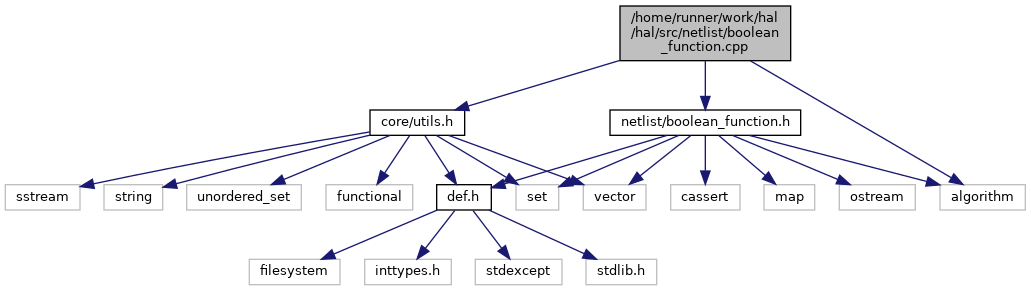 /home/runner/work/hal
/hal/src/netlist/boolean
_function.cpp
core/utils.h
netlist/boolean_function.h
sstream
string
unordered_set
functional
def.h
set
vector
cassert
map
ostream
algorithm
filesystem
inttypes.h
stdexcept
stdlib.h